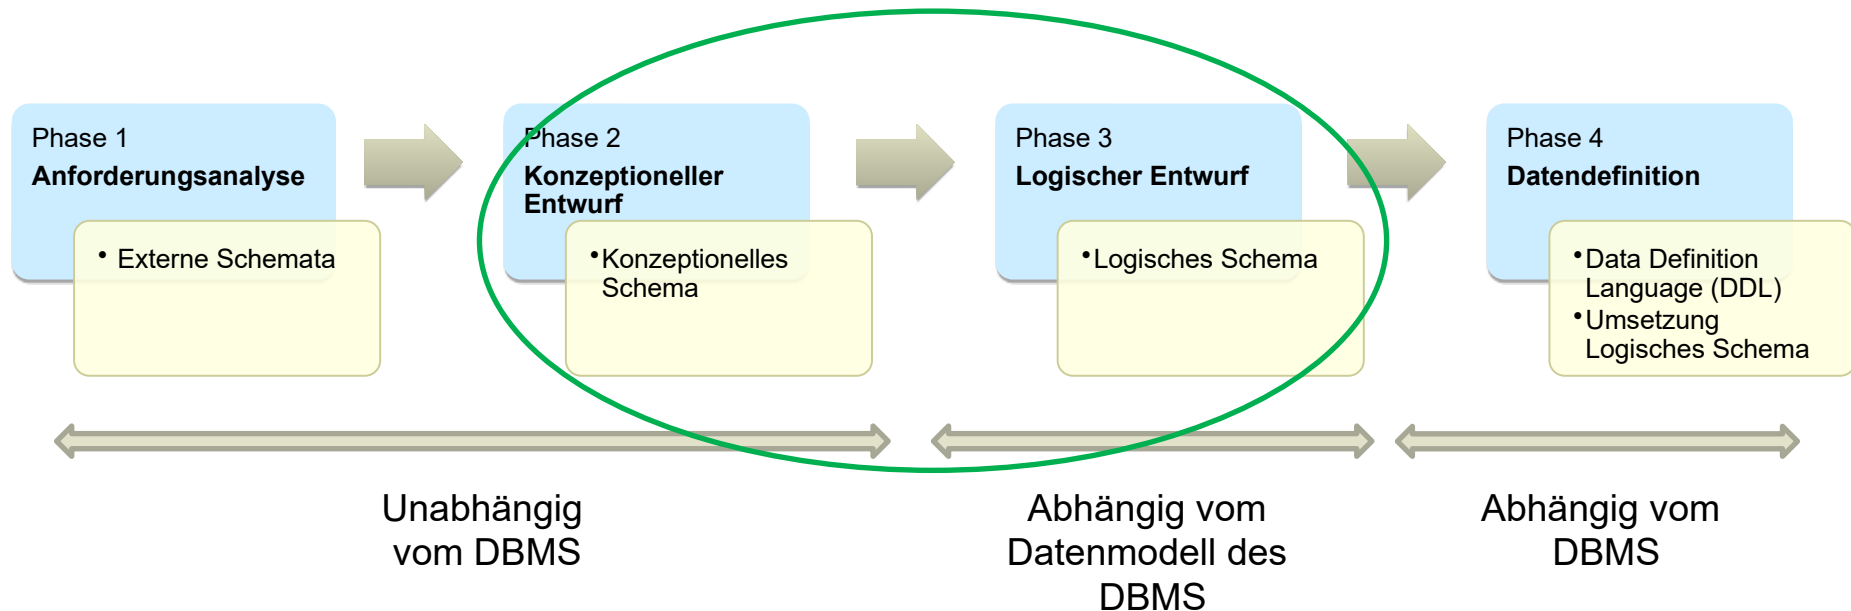 Phase 1
Anforderungsanalyse
• Externe Schemata
Phase 2
Konzeptioneller
Entwurf
•Konzeptionelles
Schema
Phase 3
Logischer Entwurf
•Logisches Schema
Phase 4
Datendefinition
•Data Definition
Language (DDL)
•Umsetzung
Logisches Schema
Unabhängig
vom DBMS
Abhängig vom
Datenmodell des
DBMS
Abhängig vom
DBMS